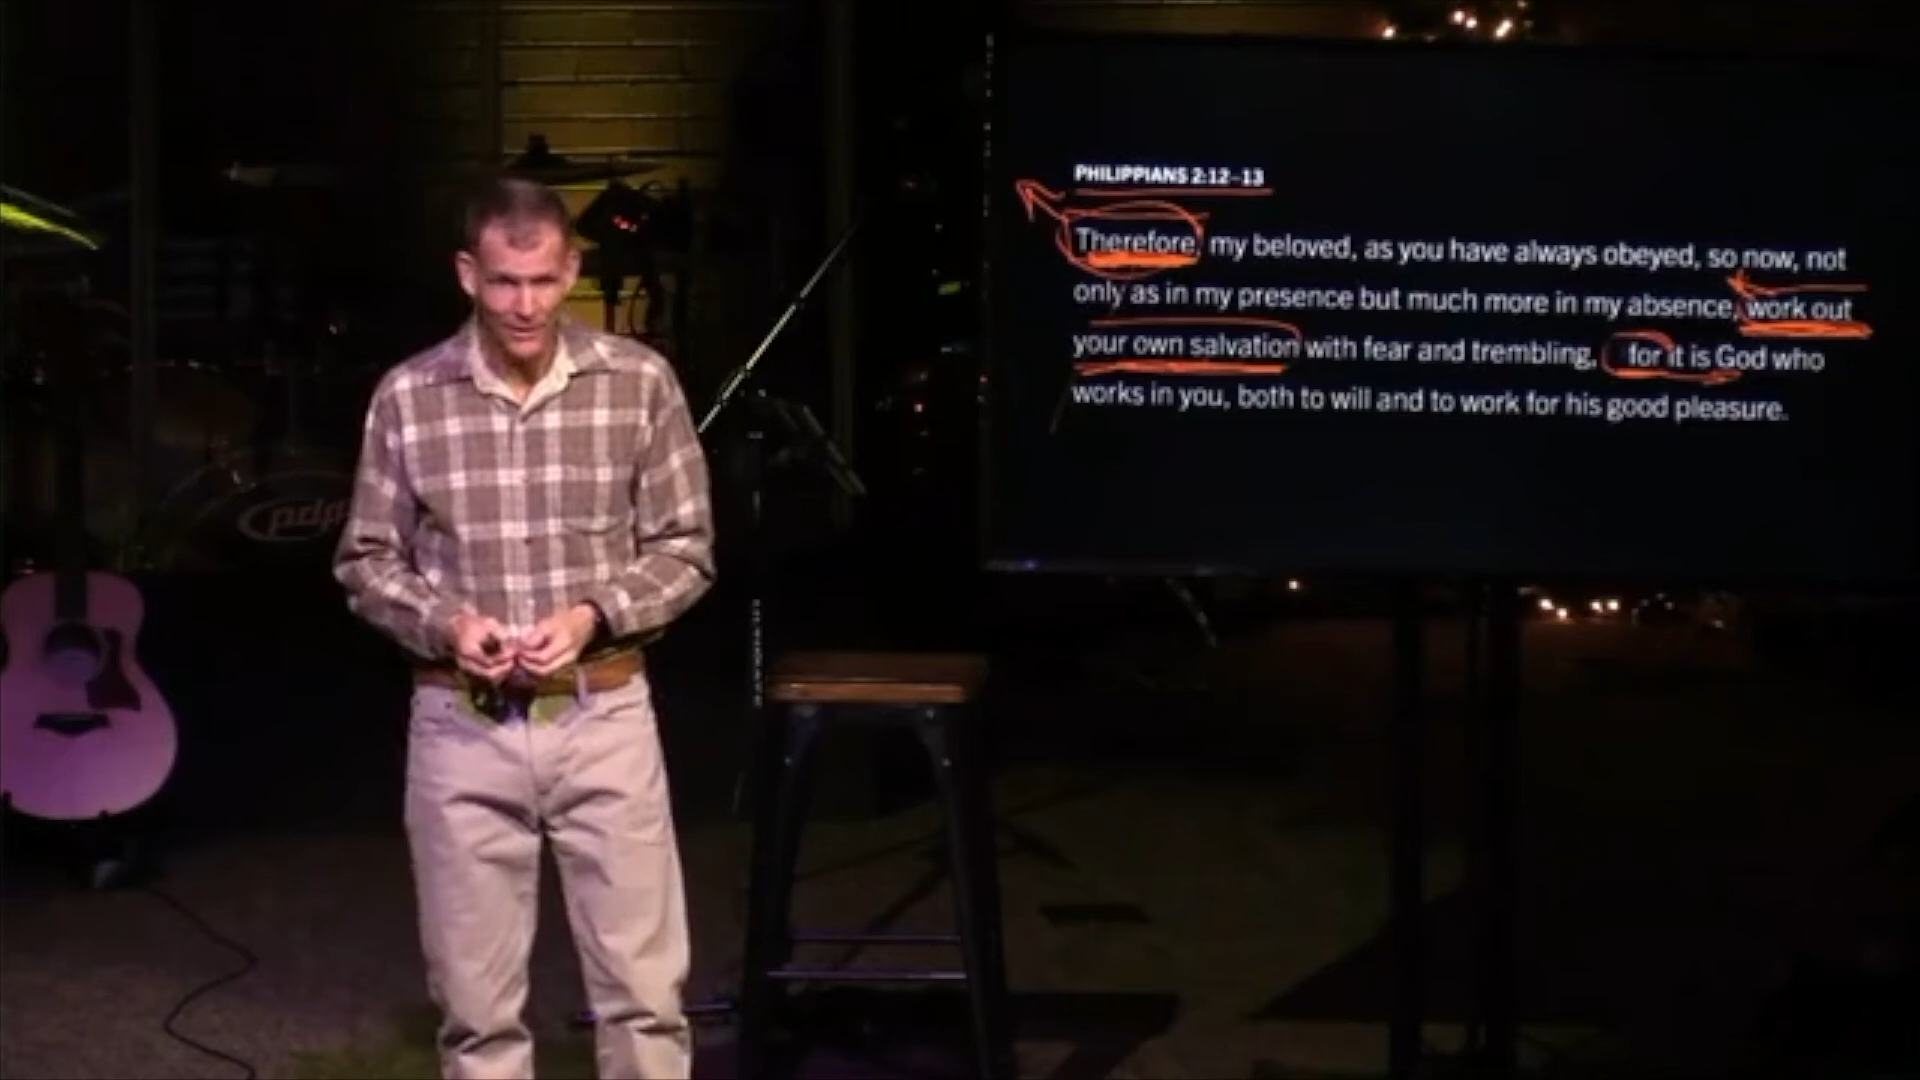 PHILIPPIANS 2:12–13
Therefore, my beloved, as you have always obeyed, so now, not
only as in my presence but much more in my absence, work out
your own salvation with fear and trembling, for it is God who
works in you, both to will and to work for his good pleasure.
pdp